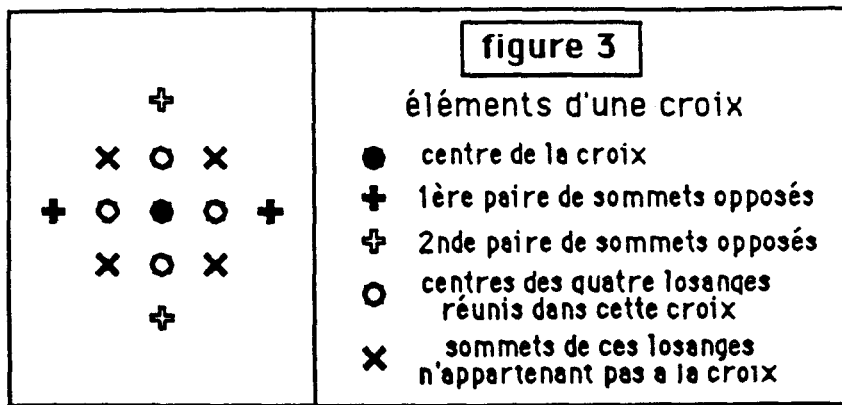 figure 3
éléments d'une croix
centre de la croix
1ère paire de sommets opposés
2nde paire de sommets opposés
centres des quatre losanges
réunis dans cette croix
sommets de ces losanges
n'appartenant pas a la croix